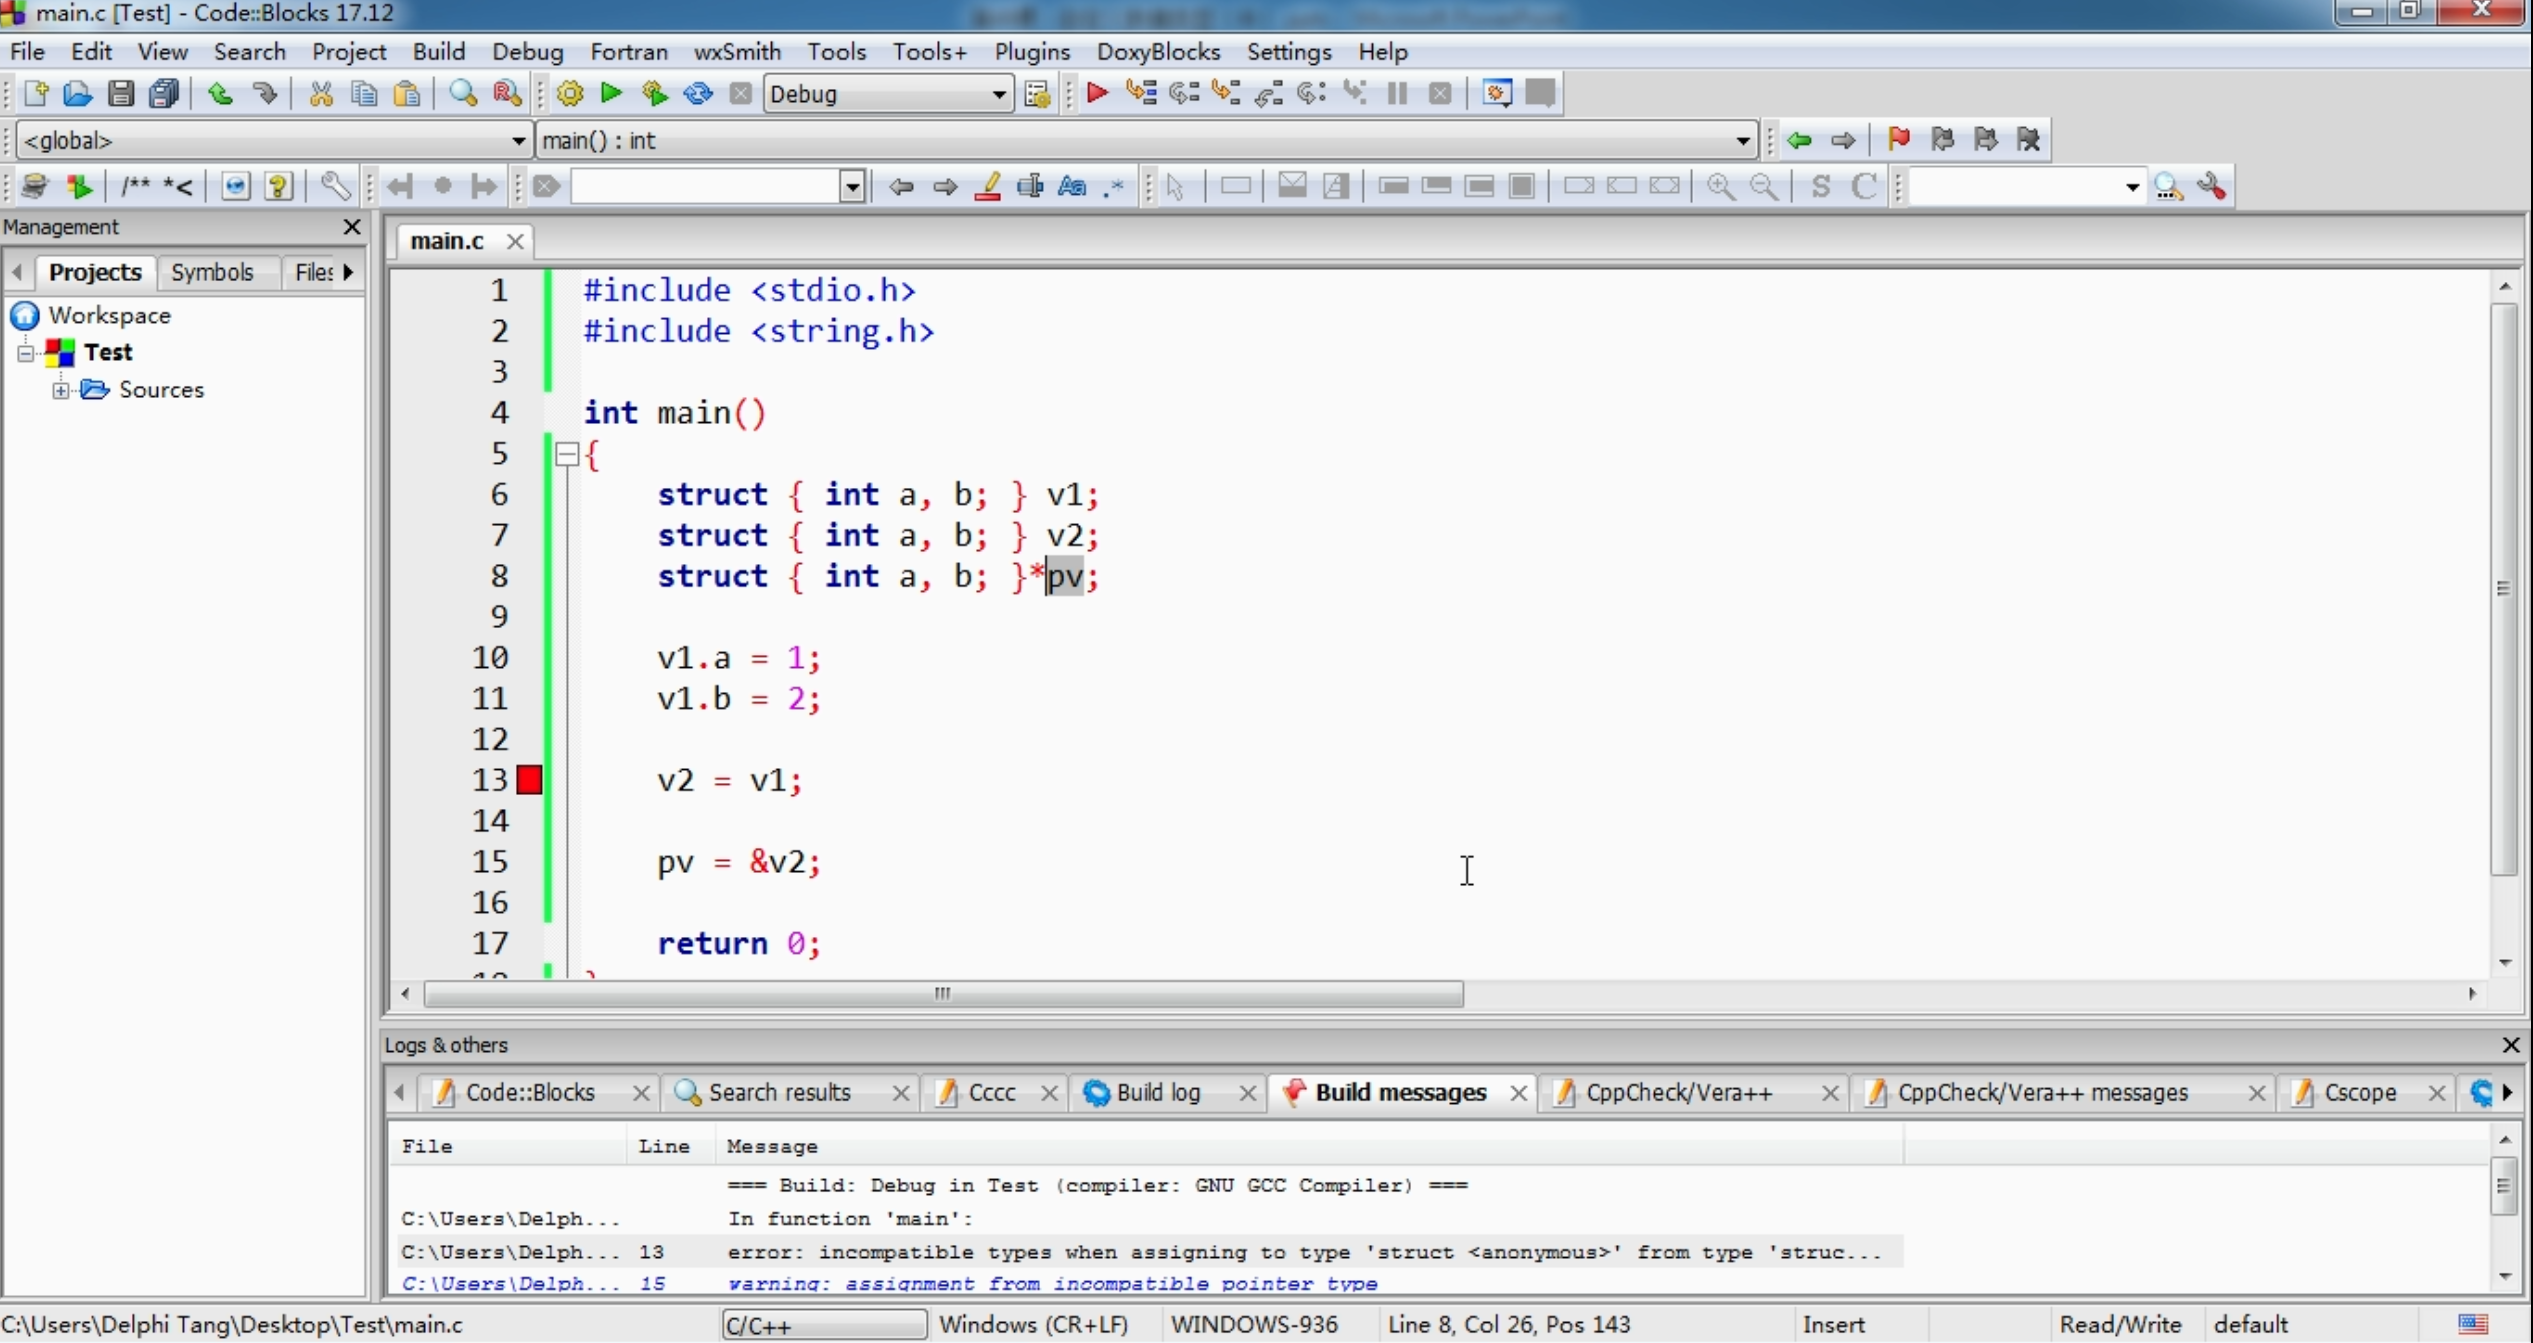 main.c [Test] - Code::Blocks 17.12
File Edit View Search Project Build Debug Fortran wxSmith Tools Tools+ Plugins DoxyBlocks Settings Help
Debug
<global> main() : int
/** *< S C
Management
main.c
Projects Symbols Files
Workspace
Test
Sources
1 #include <stdio.h>
2 #include <string.h>
3
4 int main()
5 {
6 struct { int a, b; } v1;
7 struct { int a, b; } v2;
8 struct { int a, b; }*pv;
9
10 v1.a = 1;
11 v1.b = 2;
12
13 v2 = v1;
14
15 pv = &v2;
16
17 return 0;
Logs & others
Code::Blocks Search results Cccc Build log Build messages CppCheck/Vera++ CppCheck/Vera++ messages Cscope
File Line Message
=== Build: Debug in Test (compiler: GNU GCC Compiler) ===
C:\Users\Delph... In function 'main':
C:\Users\Delph... 13 error: incompatible types when assigning to type 'struct <anonymous>' from type 'struc...
C:\Users\Delph... 15 warning: assignment from incompatible pointer type
C:\Users\Delphi Tang\Desktop\Test\main.c C/C++ Windows (CR+LF) WINDOWS-936 Line 8, Col 26, Pos 143 Insert Read/Write default